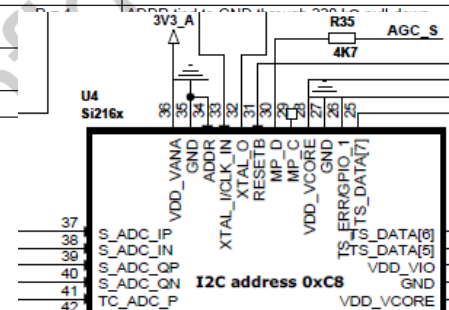 ADDR tied to GND through 330 kΩ pull-down
3V3_A
R35
AGC_S
4K7
U4
Si216x
36
35
34
33
32
31
30
29
28
27
26
25
VDD_VANA
GND
ADDR
XTAL_I/CLK_IN
XTAL_O
RESETB
MP_D
MP_C
VDD_VCORE
GND
TS_ERR/GPIO_1
TS_DATA[7]
37
38
39
40
41
42
S_ADC_IP
S_ADC_IN
S_ADC_QP
S_ADC_QN
TC_ADC_P
I2C address 0xC8
TS_DATA[6]
TS_DATA[5]
VDD_VIO
GND
VDD_VCORE